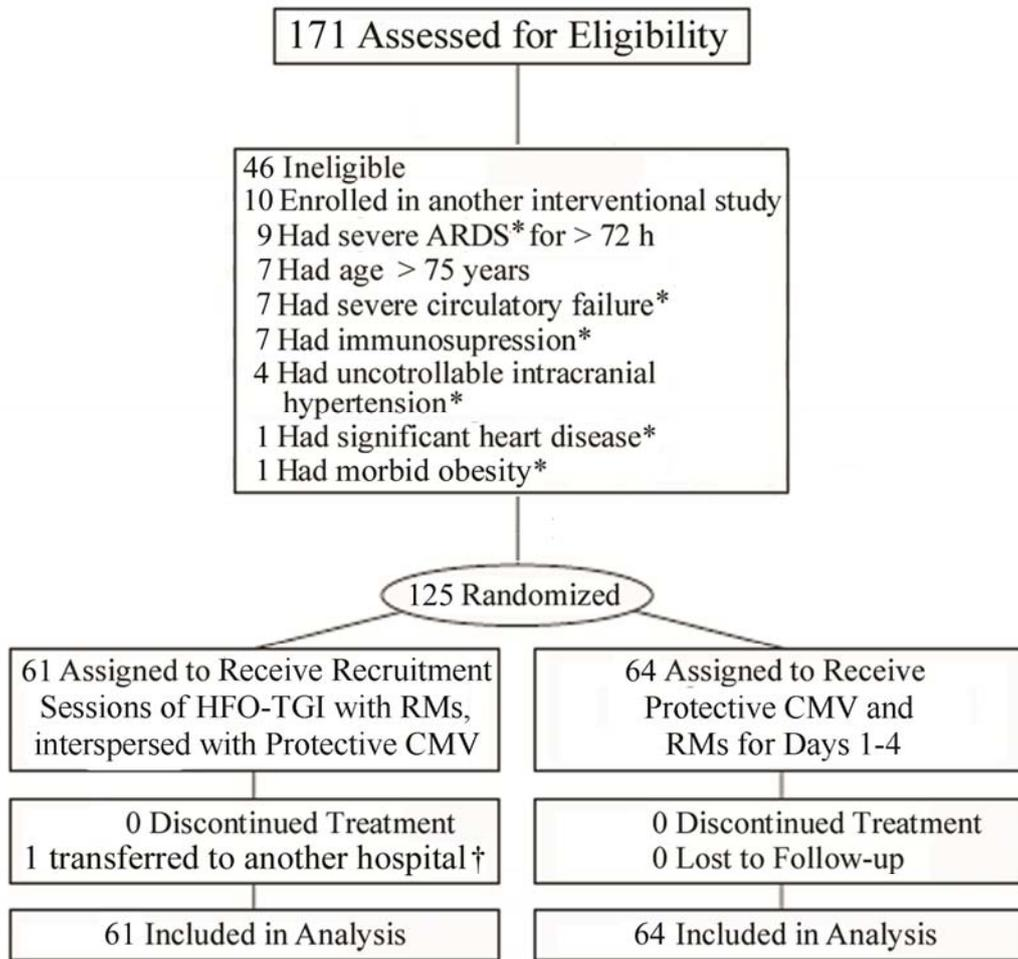 171 Assessed for Eligibility
46 Ineligible
10 Enrolled in another interventional study
9 Had severe ARDS* for > 72 h
7 Had age > 75 years
7 Had severe circulatory failure*
7 Had immunosupression*
4 Had uncotrollable intracranial
hypertension*
1 Had significant heart disease*
1 Had morbid obesity*
125 Randomized
61 Assigned to Receive Recruitment
Sessions of HFO-TGI with RMs,
interspersed with Protective CMV
64 Assigned to Receive
Protective CMV and
RMs for Days 1-4
0 Discontinued Treatment
1 transferred to another hospital†
0 Discontinued Treatment
0 Lost to Follow-up
61 Included in Analysis
64 Included in Analysis